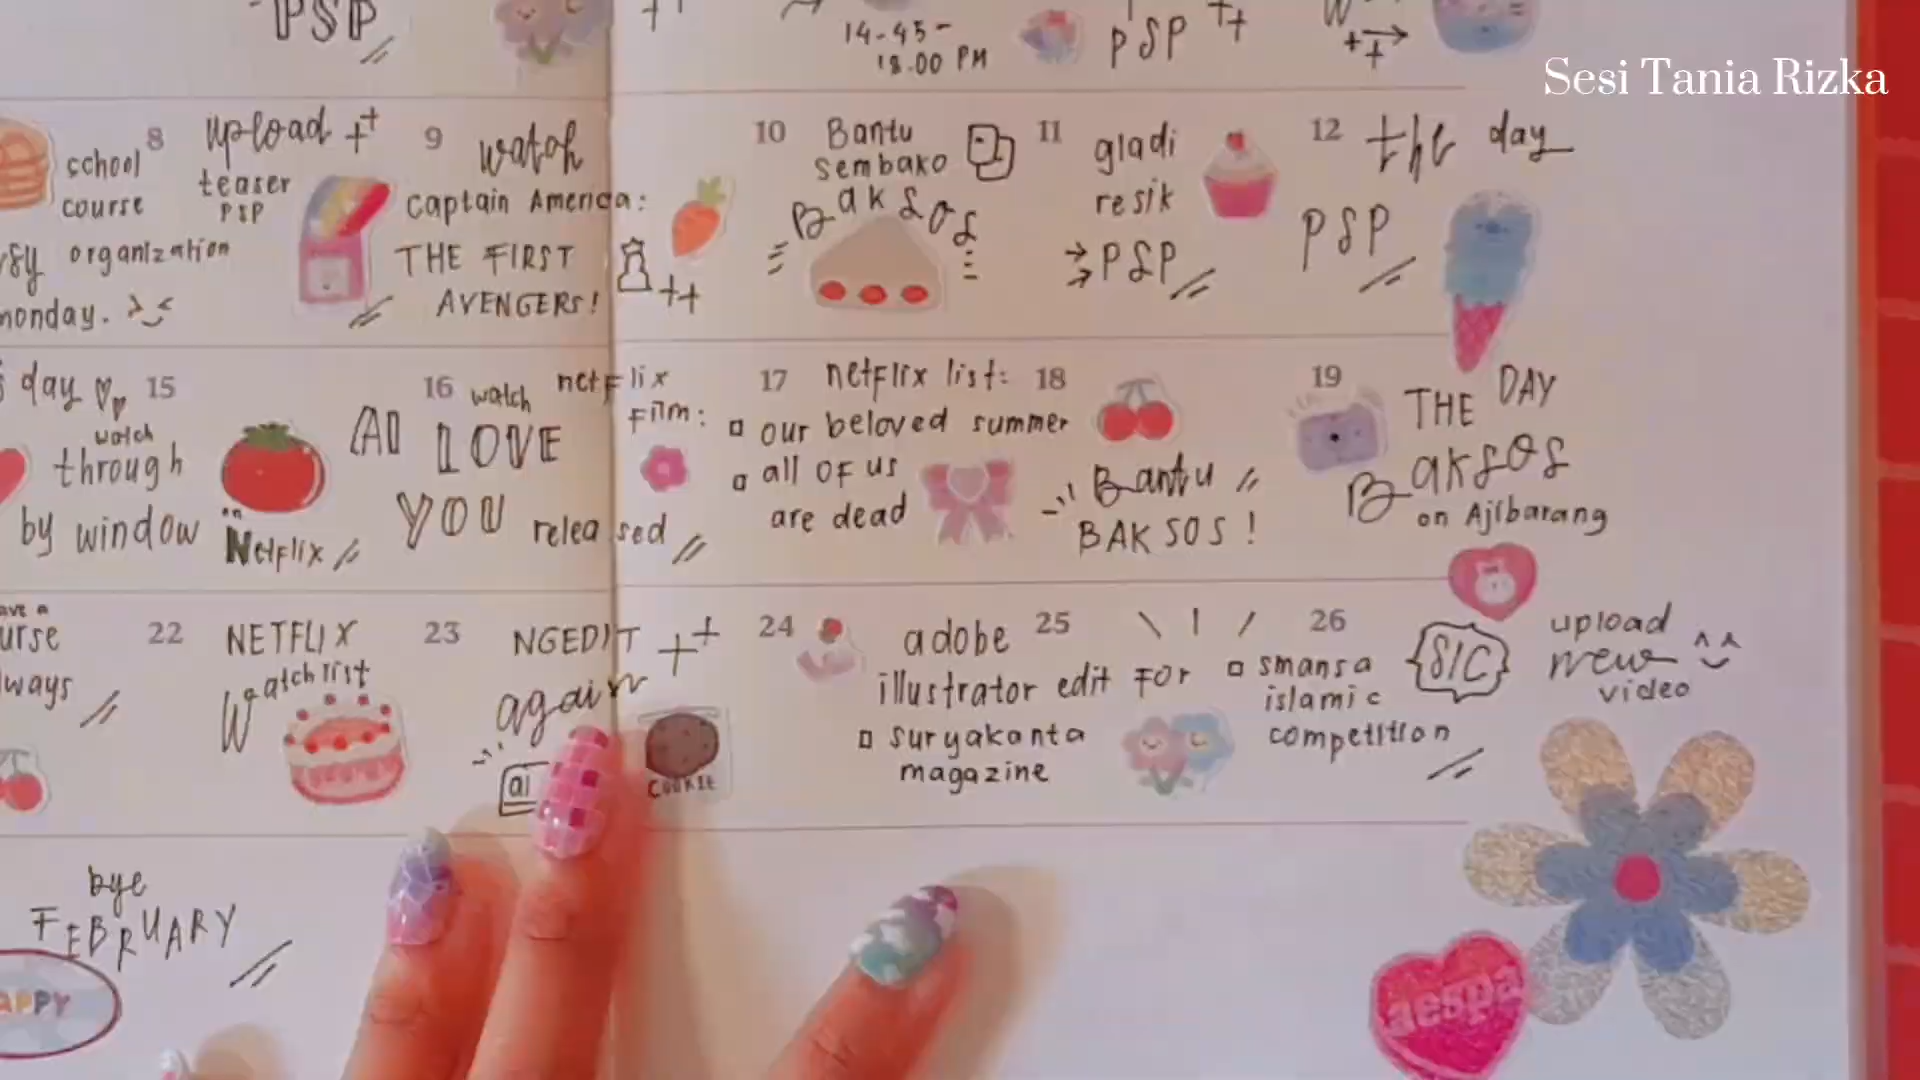 PSP
14-45-
18.00 PM
PSP
Sesi Tania Rizka
school
course
organization
monday.
8
upload
teaser
PSP
9
watch
captain America:
THE FIRST
AVENGERS!
10
Bantu
sembako
Baksos
11
gladi
resik
PSP
12
the day
PSP
day
15
watch
through
by window
on
Netflix
16
watch netflix
film:
AI LOVE
YOU released
17
netflix list:
our beloved summer
all of us
are dead
18
Bantu
BAKSOS!
19
THE DAY
BAKSOS
on Ajibarang
22
NETFLIX
Watchlist
23
NGEDIT
again
ai
COOKIE
24
adobe
illustrator edit for
suryakanta
magazine
25
smansa
islamic
competition
26
SIC
upload
new
video
bye
FEBRUARY
aespa